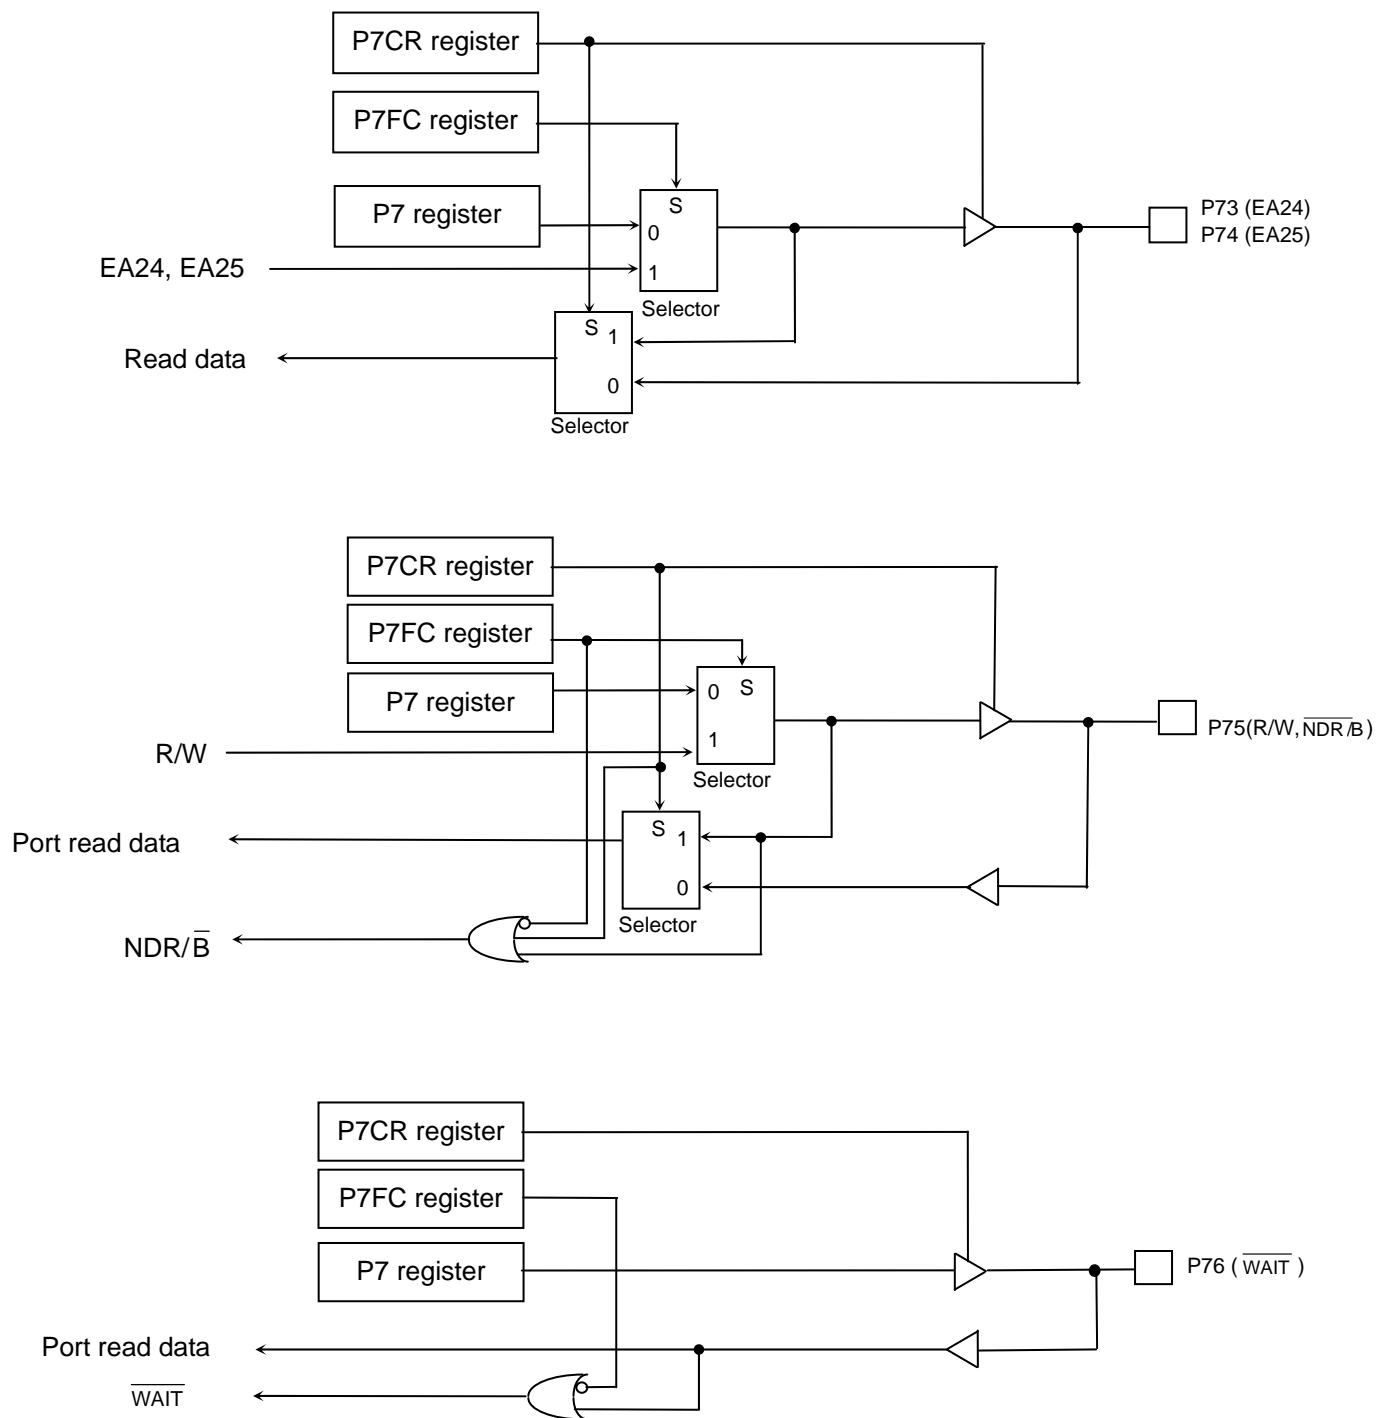 P7CR register
P7FC register
P7 register
S
0
1
Selector
EA24, EA25
P73 (EA24)
P74 (EA25)
S 1
0
Selector
Read data
P7CR register
P7FC register
P7 register
0 S
1
Selector
R/W
P75(R/W, NDR/B)
S 1
0
Selector
Port read data
NDR/B̅
P7CR register
P7FC register
P7 register
P76 ( WAIT )
Port read data
WAIT